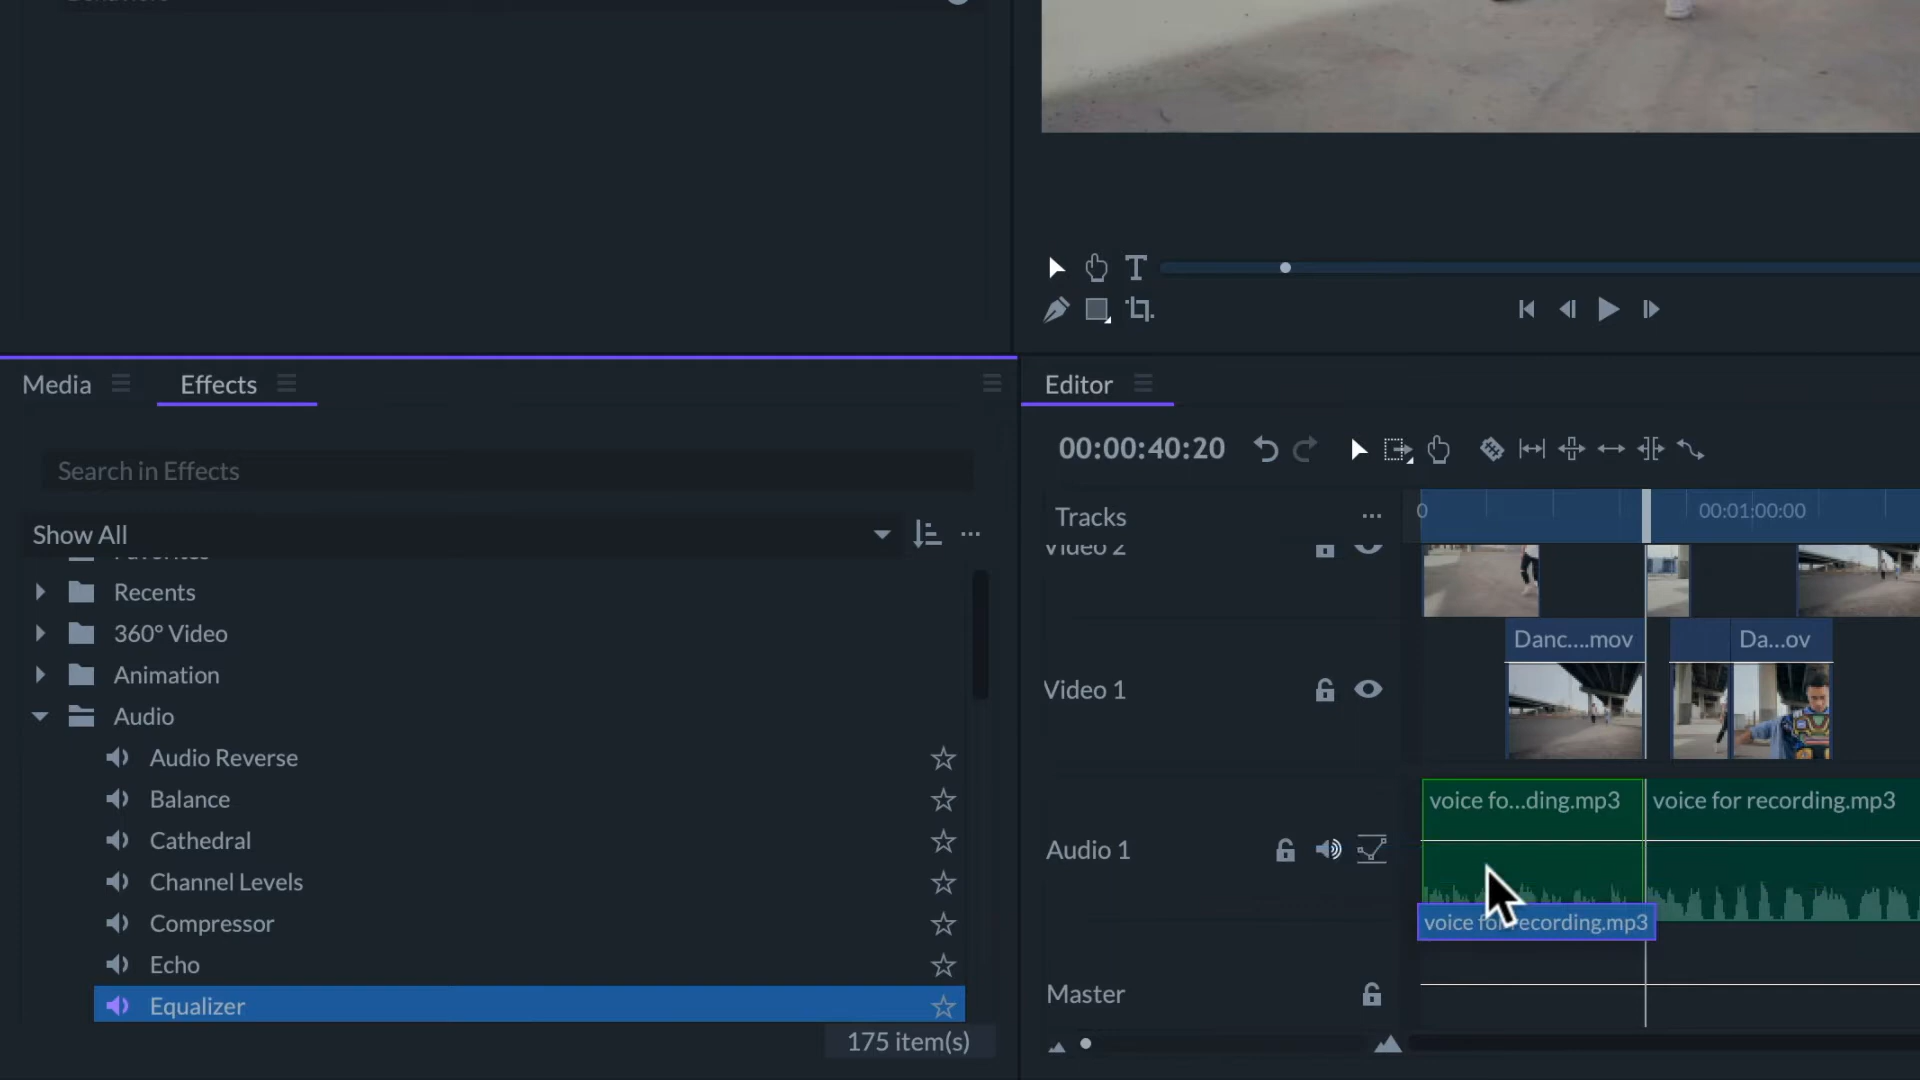 Media
Effects
Search in Effects
Show All
Recents
360° Video
Animation
Audio
Audio Reverse
Balance
Cathedral
Channel Levels
Compressor
Echo
Equalizer
175 item(s)
T
Editor
00:00:40:20
Tracks ...
0
00:01:00:00
Video 2
Danc....mov
Da...ov
Video 1
voice fo...ding.mp3
voice for recording.mp3
Audio 1
voice for recording.mp3
Master